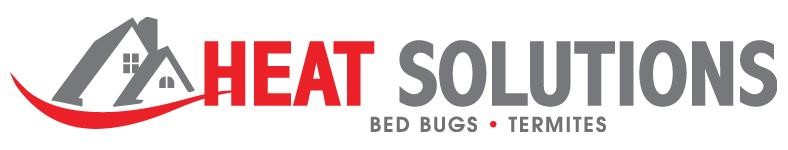 HEAT SOLUTIONS
BED BUGS • TERMITES